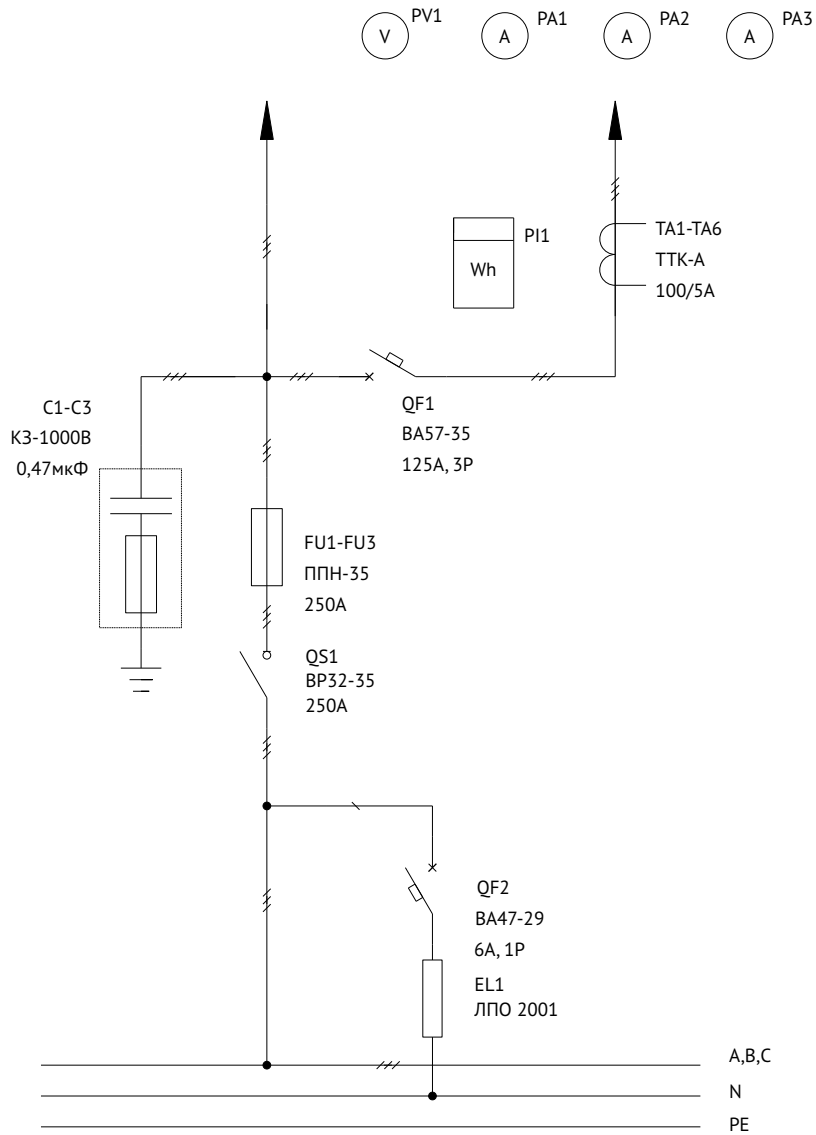 PV1
V
PA1
A
PA2
A
PA3
A
PI1
Wh
TA1-TA6
ТТК-А
100/5А
C1-C3
КЗ-1000В
0,47мкФ
QF1
ВА57-35
125А, 3Р
FU1-FU3
ППН-35
250А
QS1
ВР32-35
250А
QF2
ВА47-29
6А, 1Р
EL1
ЛПО 2001
A,B,C
N
PE